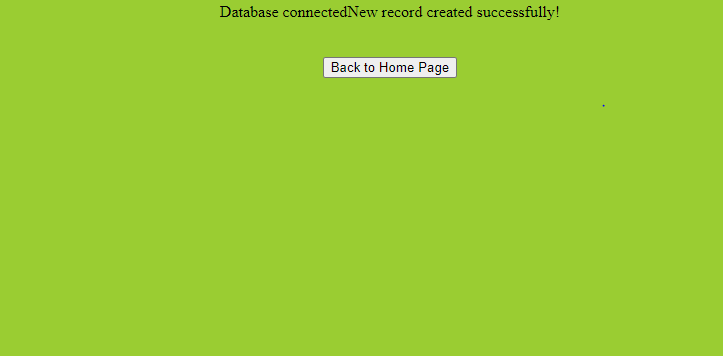 Database connectedNew record created successfully!
Back to Home Page
.